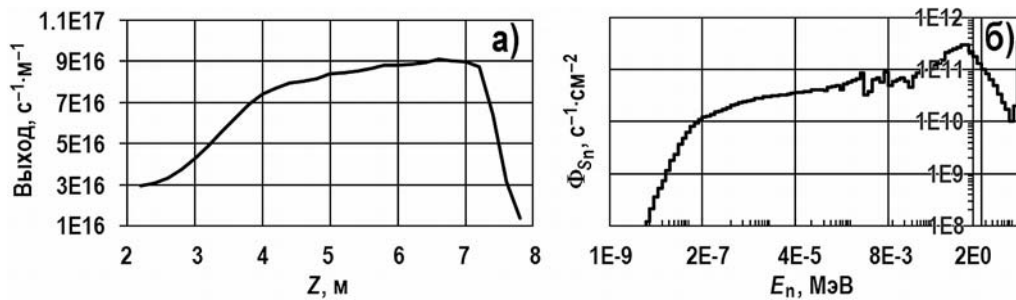 1.1E17
9E16
7E16
5E16
3E16
1E16
Выход, с⁻¹·м⁻¹
2 3 4 5 6 7 8
Z, м
а)
1E12
1E11
1E10
1E9
1E8
Φ_Sn, с⁻¹·см⁻²
1E-9 2E-7 4E-5 8E-3 2E0
Eₙ, МэВ
б)